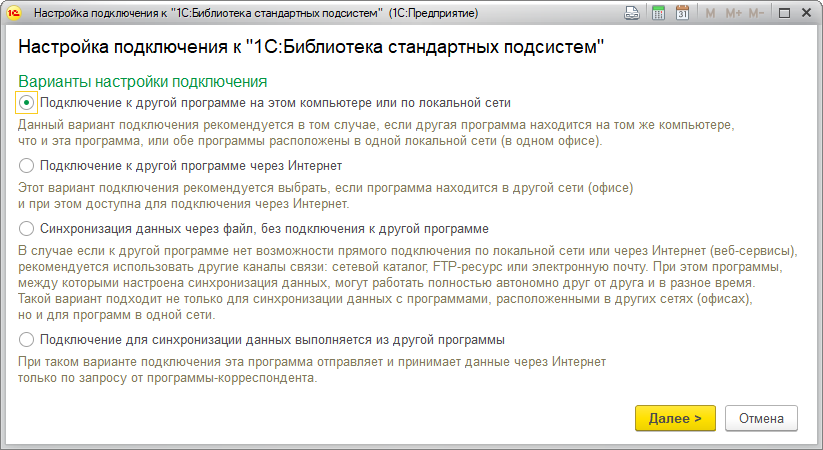 Настройка подключения к "1С:Библиотека стандартных подсистем" (1С:Предприятие)
31
M M+ M-
Настройка подключения к "1С:Библиотека стандартных подсистем"
Варианты настройки подключения
Подключение к другой программе на этом компьютере или по локальной сети
Данный вариант подключения рекомендуется в том случае, если другая программа находится на том же компьютере,
что и эта программа, или обе программы расположены в одной локальной сети (в одном офисе).
Подключение к другой программе через Интернет
Этот вариант подключения рекомендуется выбрать, если программа находится в другой сети (офисе)
и при этом доступна для подключения через Интернет.
Синхронизация данных через файл, без подключения к другой программе
В случае если к другой программе нет возможности прямого подключения по локальной сети или через Интернет (веб-сервисы),
рекомендуется использовать другие каналы связи: сетевой каталог, FTP-ресурс или электронную почту. При этом программы,
между которыми настроена синхронизация данных, могут работать полностью автономно друг от друга и в разное время.
Такой вариант подходит не только для синхронизации данных с программами, расположенными в других сетях (офисах),
но и для программ в одной сети.
Подключение для синхронизации данных выполняется из другой программы
При таком варианте подключения эта программа отправляет и принимает данные через Интернет
только по запросу от программы-корреспондента.
Далее > Отмена